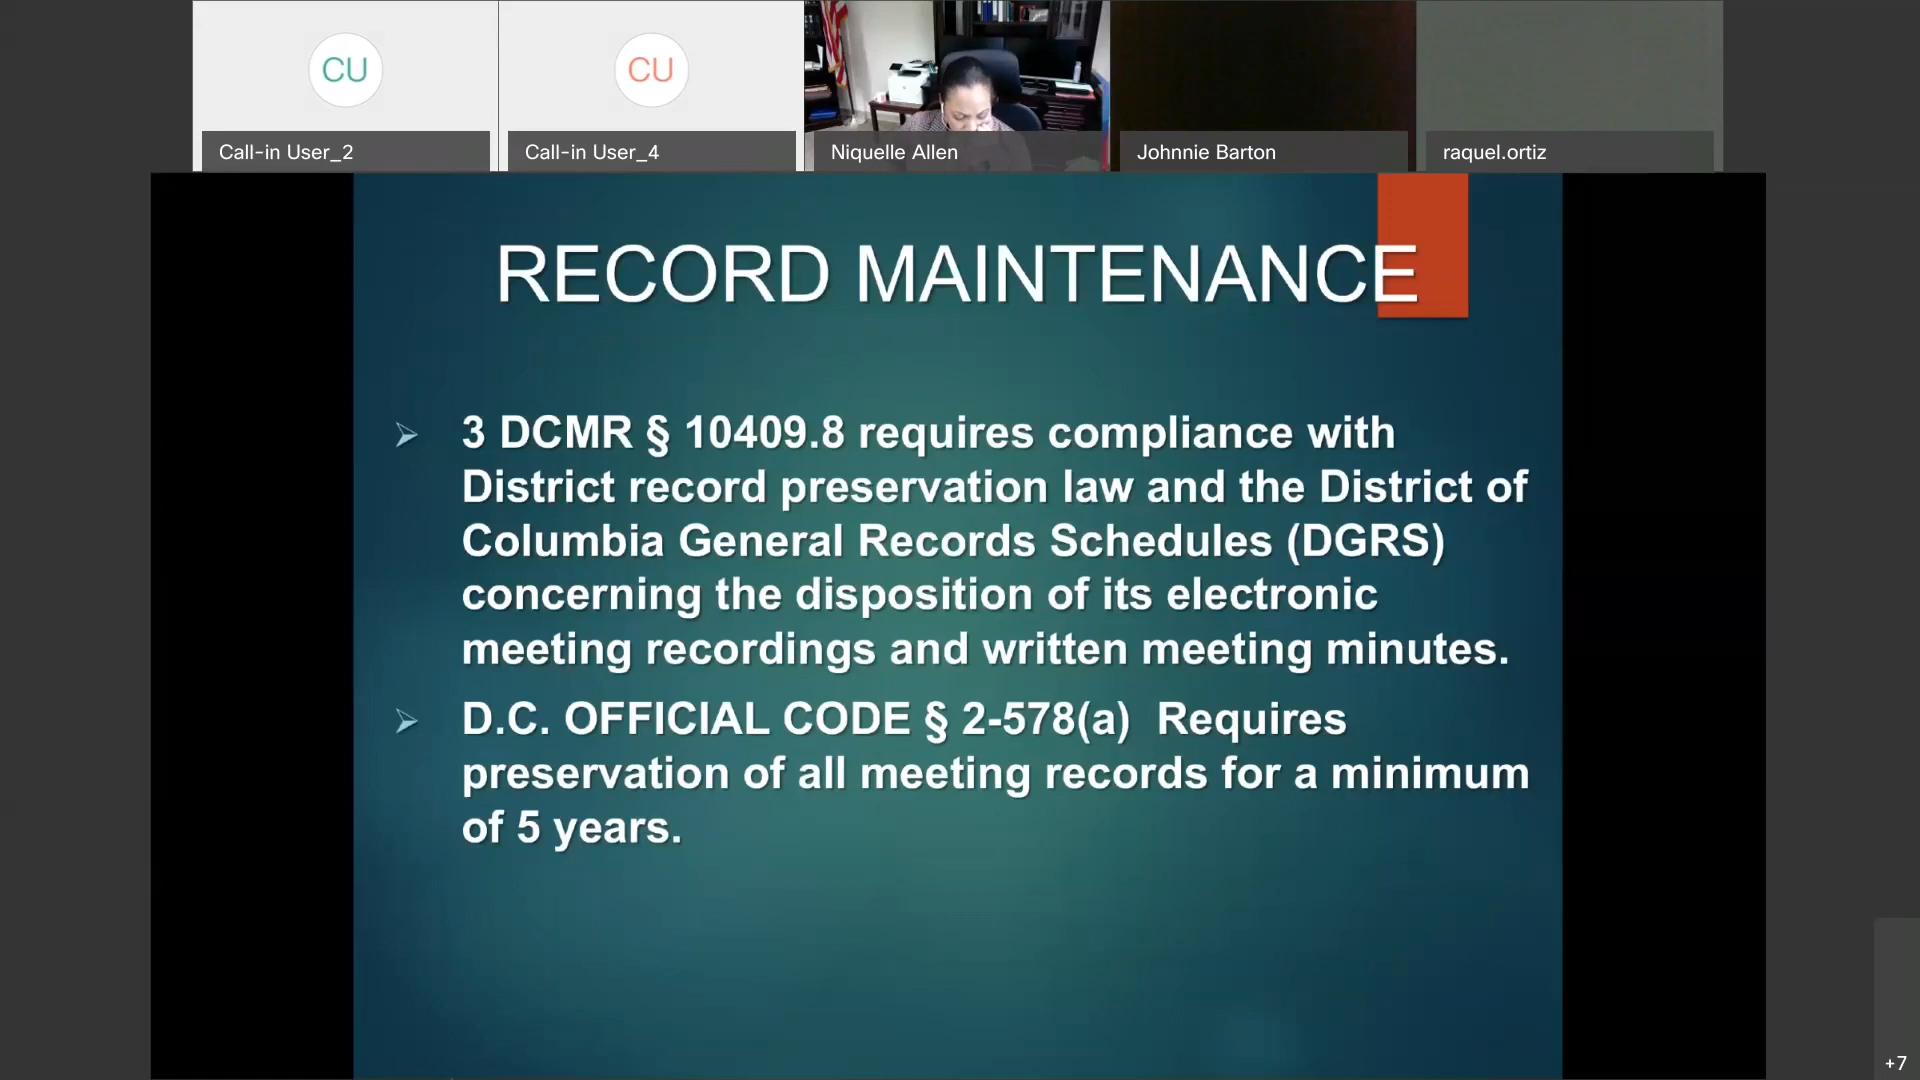 CU
CU
Call-in User_2
Call-in User_4
Niquelle Allen
Johnnie Barton
raquel.ortiz
RECORD MAINTENANCE
3 DCMR § 10409.8 requires compliance with
District record preservation law and the District of
Columbia General Records Schedules (DGRS)
concerning the disposition of its electronic
meeting recordings and written meeting minutes.
D.C. OFFICIAL CODE § 2-578(a) Requires
preservation of all meeting records for a minimum
of 5 years.
+7